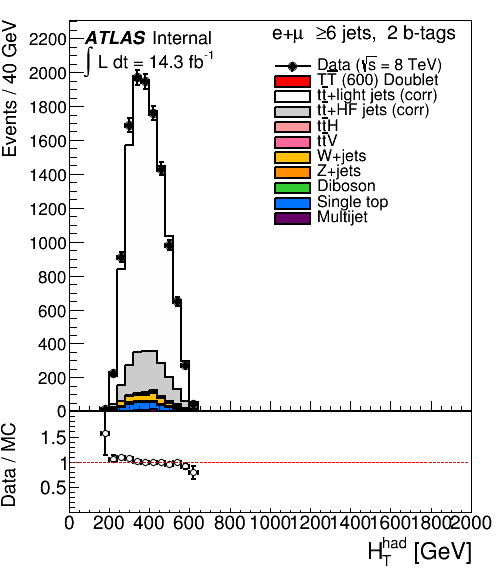 ATLAS Internal
∫ L dt = 14.3 fb⁻¹
e+μ ≥6 jets, 2 b-tags
Data (√s = 8 TeV)
TT̅ (600) Doublet
tt̅+light jets (corr)
tt̅+HF jets (corr)
tt̅H
tt̅V
W+jets
Z+jets
Diboson
Single top
Multijet
Events / 40 GeV
2200
2000
1800
1600
1400
1200
1000
800
600
400
200
0
Data / MC
1.5
1
0.5
0 200 400 600 800 1000 1200 1400 1600 1800 2000
H_T^had [GeV]